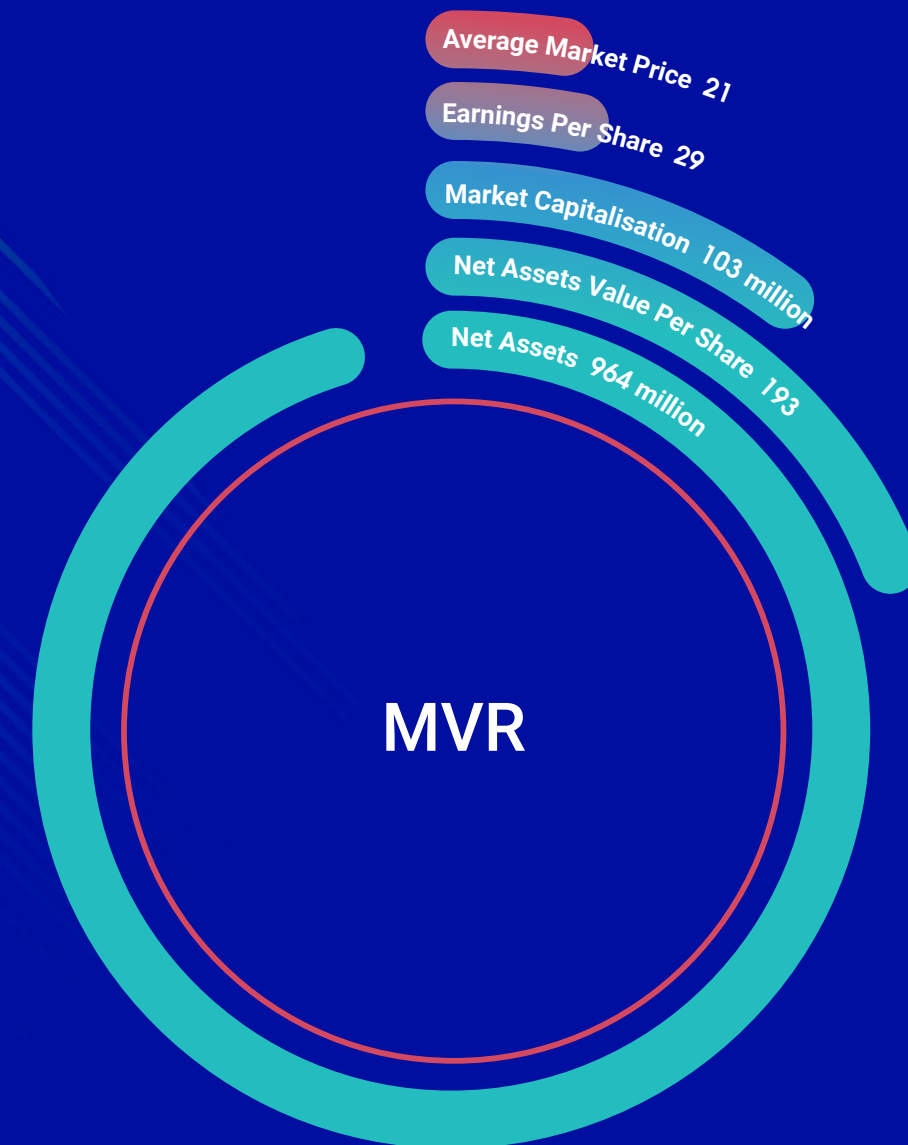 Average Market Price 21
Earnings Per Share 29
Market Capitalisation 103 million
Net Assets Value Per Share 193
Net Assets 964 million
MVR